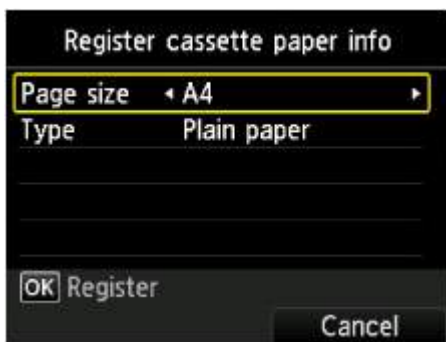 Register cassette paper info
Page size A4
Type Plain paper
OK Register
Cancel